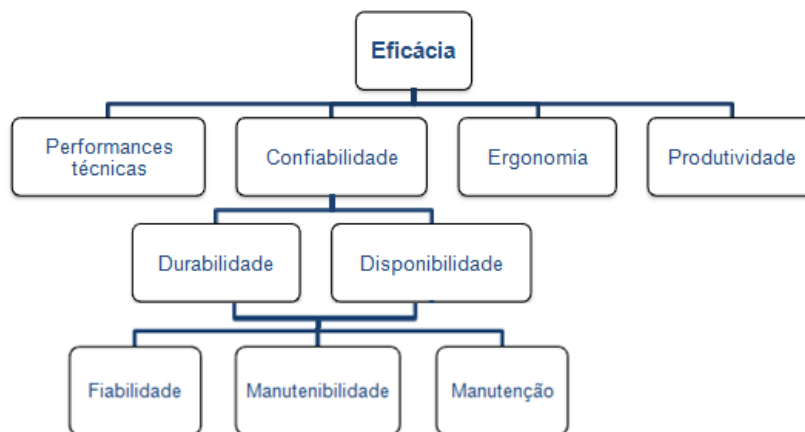 Eficácia
Performances
técnicas
Confiabilidade
Ergonomia
Produtividade
Durabilidade
Disponibilidade
Fiabilidade
Manutenibilidade
Manutenção